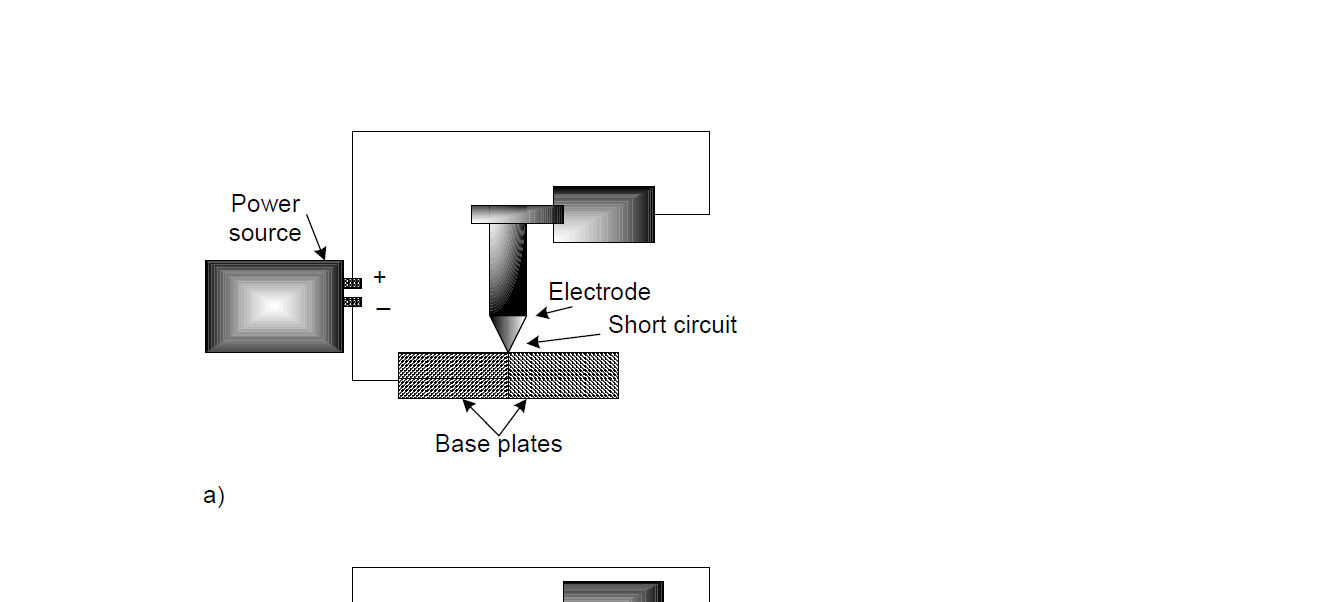 Power
source
+
–
Electrode
Short circuit
Base plates
a)